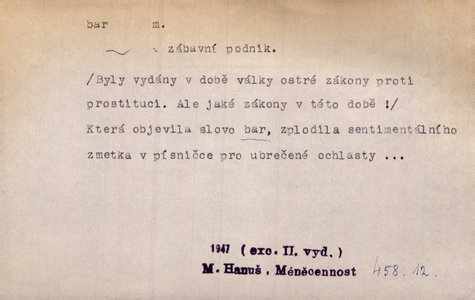 bar m.
- zábavní podnik.
/Byly vydány v době války ostré zákony proti
prostituci. Ale jaké zákony v této době !/
Která objevila slovo bar, zplodila sentimentálního
zmetka v písničce pro ubrečené ochlasty ...
1947 (exc. II. vyd.)
M. Hanuš, Méněcennost 458.12.